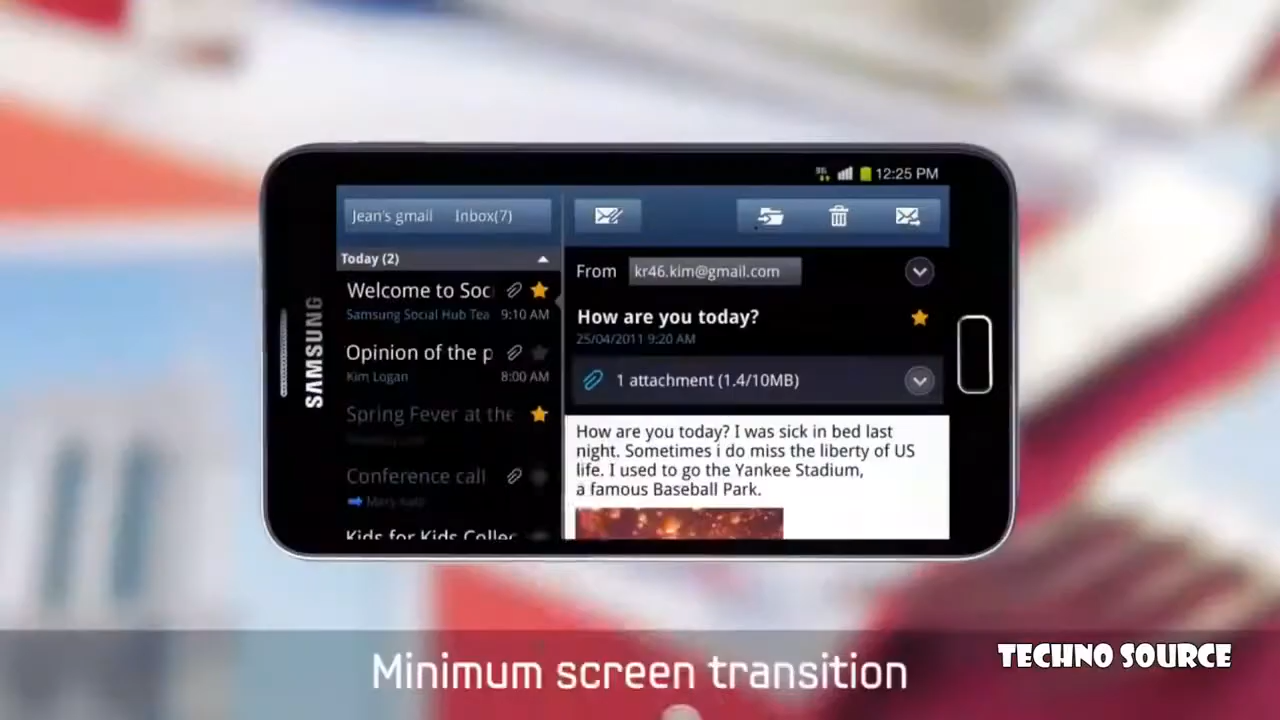 3G
12:25 PM
SAMSUNG
Jean's gmail Inbox(7)
Today (2)
Welcome to Soc
Samsung Social Hub Tea 9:10 AM
Opinion of the p
Kim Logan 8:00 AM
Spring Fever at the
Conference call
Kids for Kids Collec
From kr46.kim@gmail.com
How are you today?
25/04/2011 9:20 AM
1 attachment (1.4/10MB)
How are you today? I was sick in bed last
night. Sometimes i do miss the liberty of US
life. I used to go the Yankee Stadium,
a famous Baseball Park.
Minimum screen transition
TECHNO SOURCE